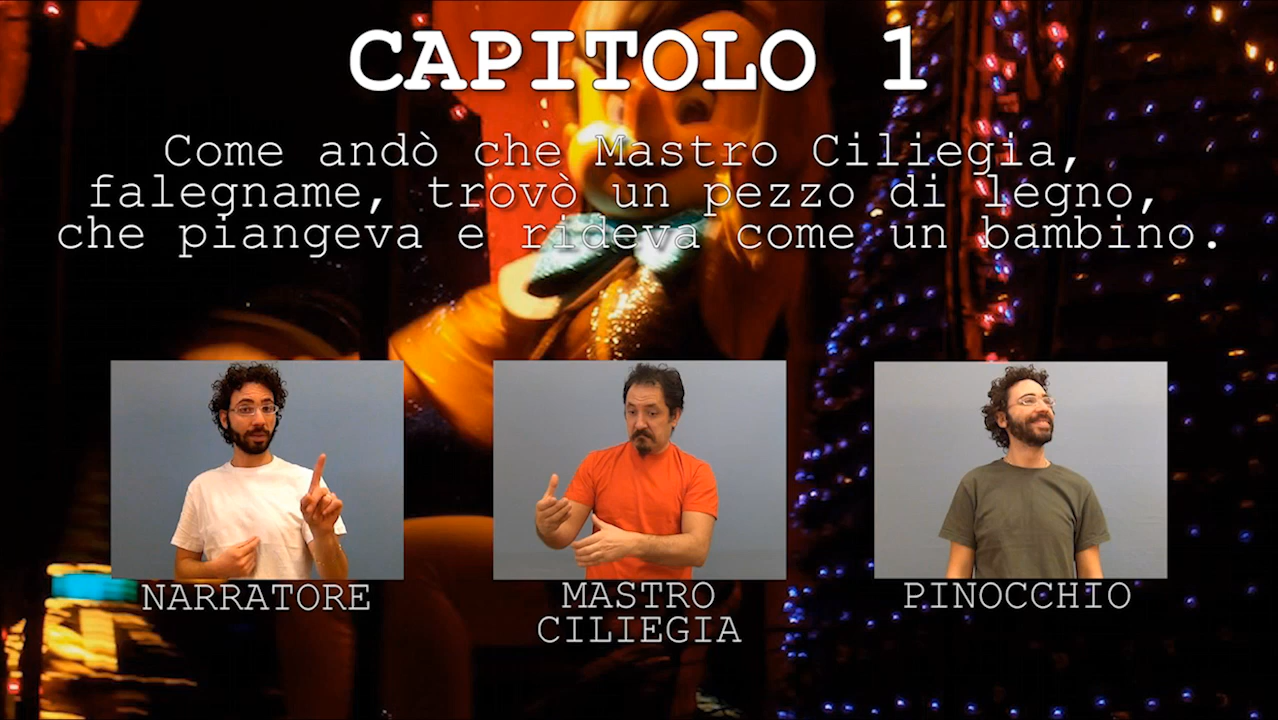 CAPITOLO 1
Come andò che Mastro Ciliegia,
falegname, trovò un pezzo di legno,
che piangeva e rideva come un bambino.
NARRATORE
MASTRO
CILIEGIA
PINOCCHIO